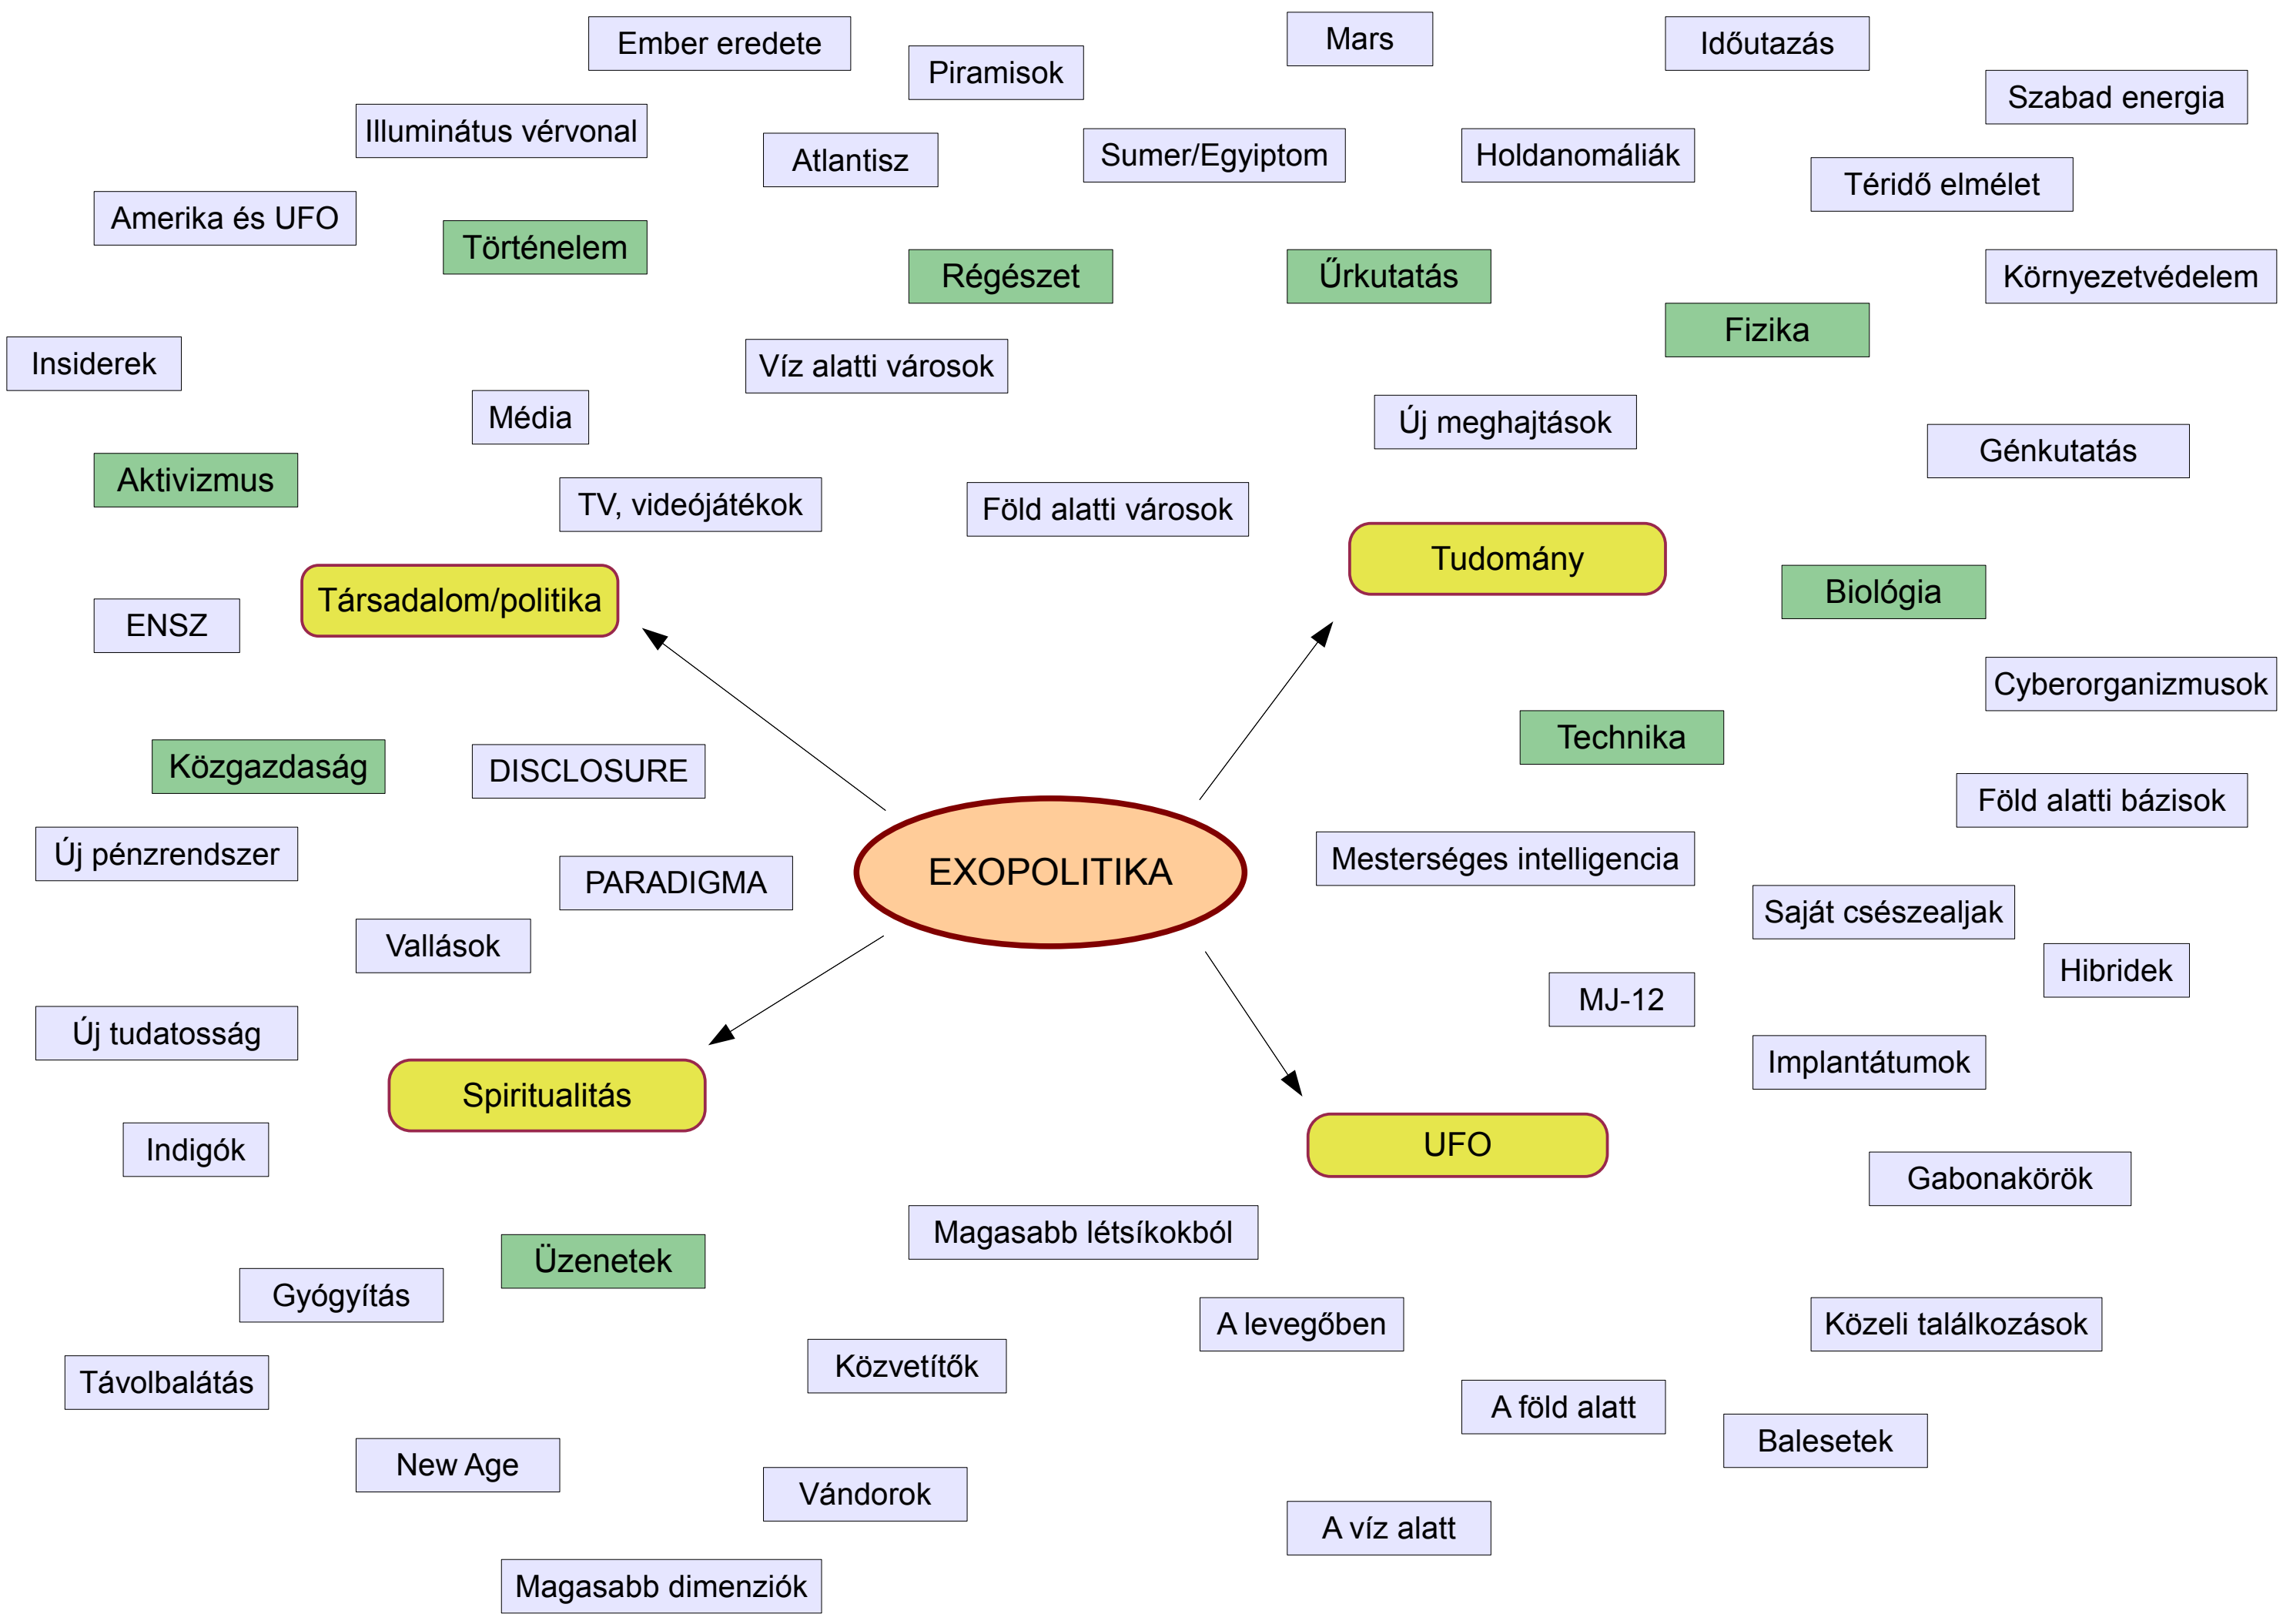 Ember eredete
Mars
Időutazás
Piramisok
Szabad energia
Illuminátus vérvonal
Atlantisz
Sumer/Egyiptom
Holdanomáliák
Téridő elmélet
Amerika és UFO
Történelem
Régészet
Űrkutatás
Környezetvédelem
Fizika
Insiderek
Víz alatti városok
Média
Új meghajtások
Génkutatás
Aktivizmus
TV, videójátékok
Föld alatti városok
Tudomány
Társadalom/politika
Biológia
ENSZ
Cyberorganizmusok
Technika
Közgazdaság
DISCLOSURE
Föld alatti bázisok
Új pénzrendszer
EXOPOLITIKA
Mesterséges intelligencia
PARADIGMA
Saját csészealjak
Vallások
Hibridek
MJ-12
Új tudatosság
Implantátumok
Spiritualitás
UFO
Indigók
Gabonakörök
Magasabb létsíkokból
Üzenetek
Gyógyítás
A levegőben
Közeli találkozások
Közvetítők
Távolbalátás
A föld alatt
Balesetek
New Age
Vándorok
A víz alatt
Magasabb dimenziók